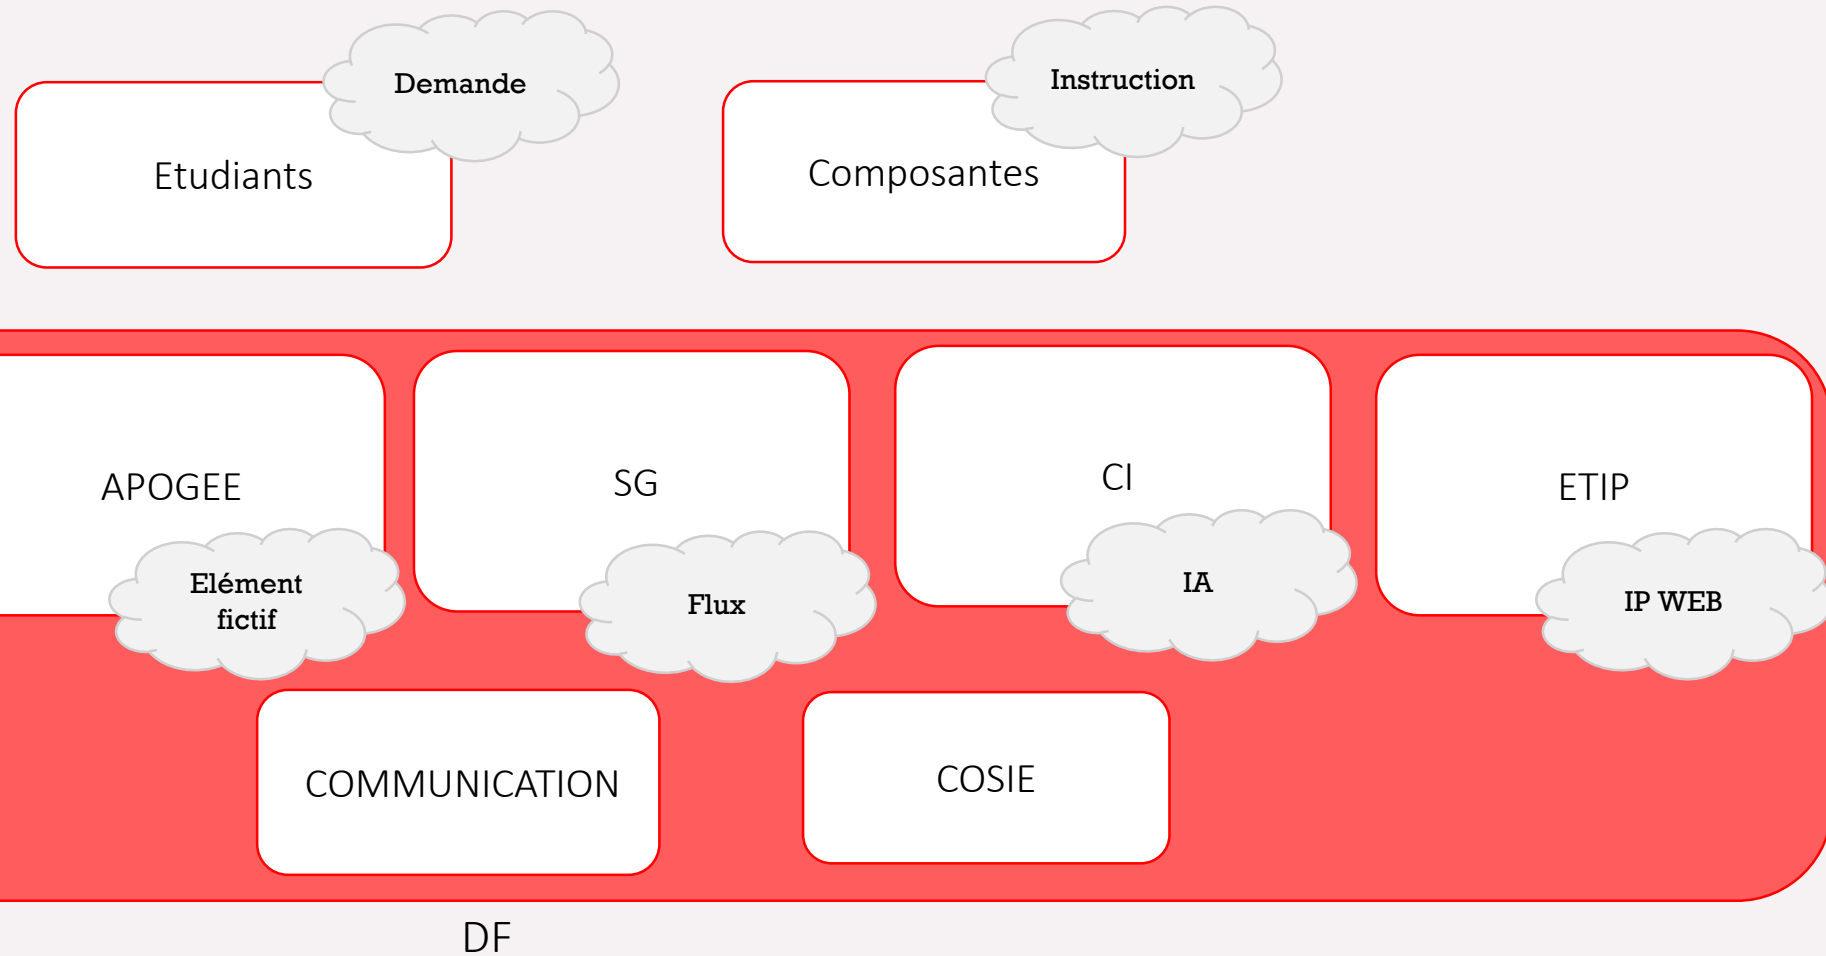 Demande
Instruction
Etudiants
Composantes
APOGEE
SG
CI
ETIP
Elément
fictif
Flux
IA
IP WEB
COMMUNICATION
COSIE
DF